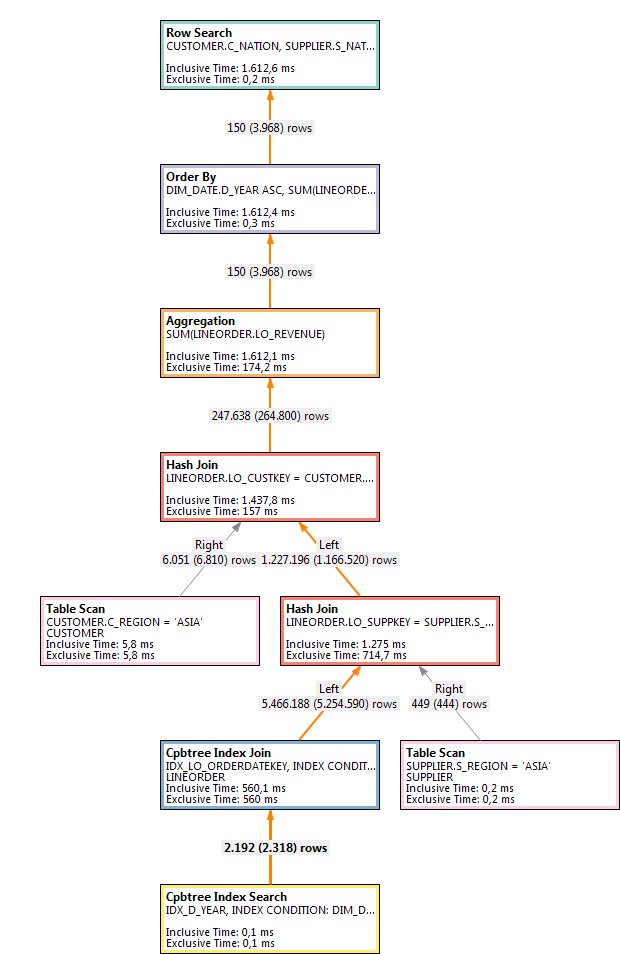 Row Search
CUSTOMER.C_NATION, SUPPLIER.S_NAT...
Inclusive Time: 1.612,6 ms
Exclusive Time: 0,2 ms
150 (3.968) rows
Order By
DIM_DATE.D_YEAR ASC, SUM(LINEORDE...
Inclusive Time: 1.612,4 ms
Exclusive Time: 0,3 ms
150 (3.968) rows
Aggregation
SUM(LINEORDER.LO_REVENUE)
Inclusive Time: 1.612,1 ms
Exclusive Time: 174,2 ms
247.638 (264.800) rows
Hash Join
LINEORDER.LO_CUSTKEY = CUSTOMER....
Inclusive Time: 1.437,8 ms
Exclusive Time: 157 ms
Right
6.051 (6.810) rows
Left
1.227.196 (1.166.520) rows
Table Scan
CUSTOMER.C_REGION = 'ASIA'
CUSTOMER
Inclusive Time: 5,8 ms
Exclusive Time: 5,8 ms
Hash Join
LINEORDER.LO_SUPPKEY = SUPPLIER.S_...
Inclusive Time: 1.275 ms
Exclusive Time: 714,7 ms
Left
5.466.188 (5.254.590) rows
Right
449 (444) rows
Cpbtree Index Join
IDX_LO_ORDERDATEKEY, INDEX CONDIT...
LINEORDER
Inclusive Time: 560,1 ms
Exclusive Time: 560 ms
Table Scan
SUPPLIER.S_REGION = 'ASIA'
SUPPLIER
Inclusive Time: 0,2 ms
Exclusive Time: 0,2 ms
2.192 (2.318) rows
Cpbtree Index Search
IDX_D_YEAR, INDEX CONDITION: DIM_D...
Inclusive Time: 0,1 ms
Exclusive Time: 0,1 ms